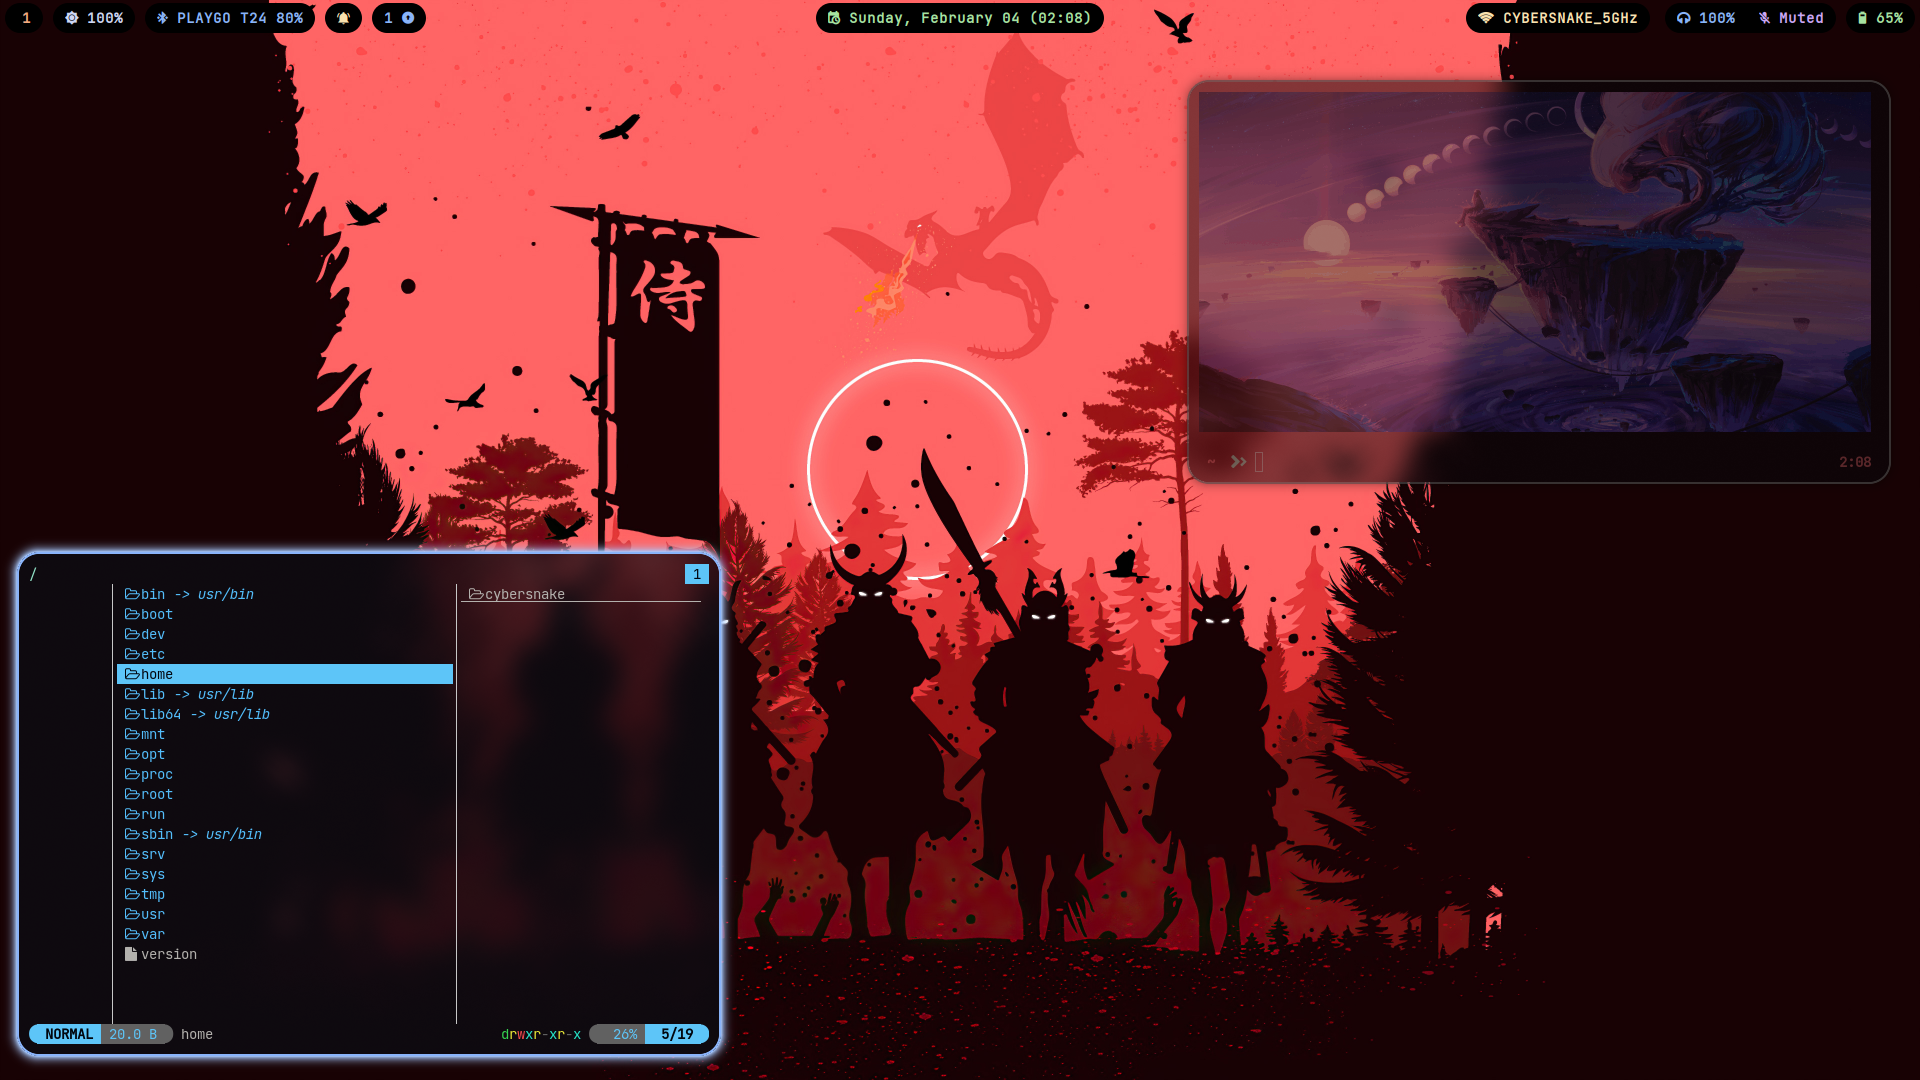 1 100% PLAYGO T24 80% 1 Sunday, February 04 (02:08) CYBERSNAKE_5GHz 100% Muted 65%
侍
~ 2:08
/ 1
bin -> usr/bin
boot
dev
etc
home
lib -> usr/lib
lib64 -> usr/lib
mnt
opt
proc
root
run
sbin -> usr/bin
srv
sys
tmp
usr
var
version
cybersnake
NORMAL 20.0 B home drwxr-xr-x 26% 5/19